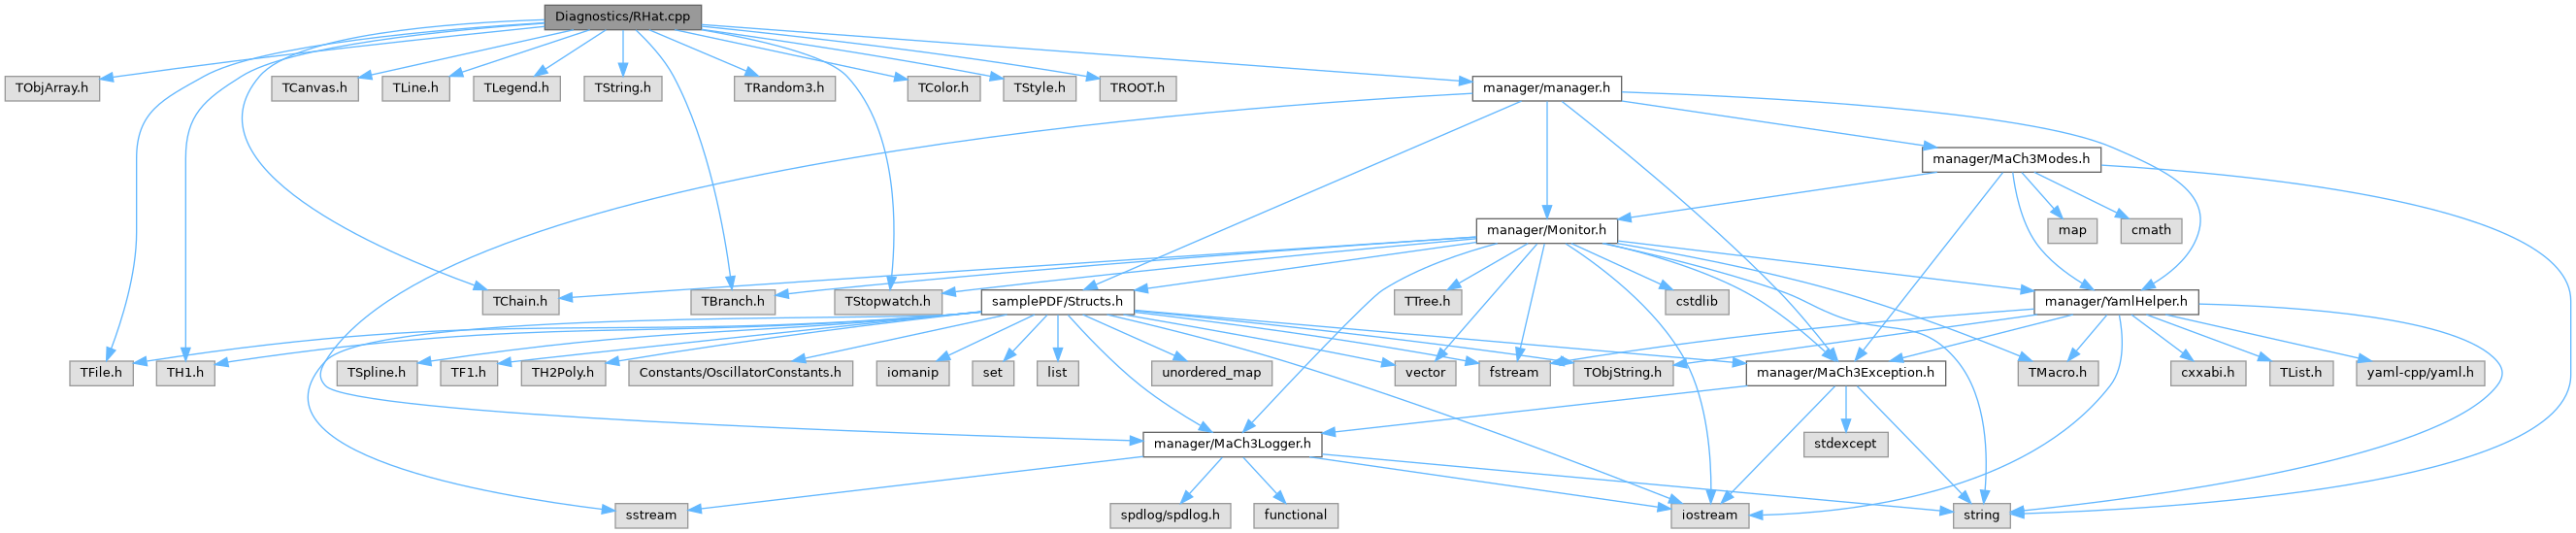 Diagnostics/RHat.cpp
TObjArray.h
TCanvas.h
TLine.h
TLegend.h
TString.h
TRandom3.h
TColor.h
TStyle.h
TROOT.h
manager/manager.h
manager/MaCh3Modes.h
manager/Monitor.h
map
cmath
TChain.h
TBranch.h
TStopwatch.h
samplePDF/Structs.h
TTree.h
cstdlib
manager/YamlHelper.h
TFile.h
TH1.h
TSpline.h
TF1.h
TH2Poly.h
Constants/OscillatorConstants.h
iomanip
set
list
unordered_map
vector
fstream
TObjString.h
manager/MaCh3Exception.h
TMacro.h
cxxabi.h
TList.h
yaml-cpp/yaml.h
manager/MaCh3Logger.h
stdexcept
sstream
spdlog/spdlog.h
functional
iostream
string